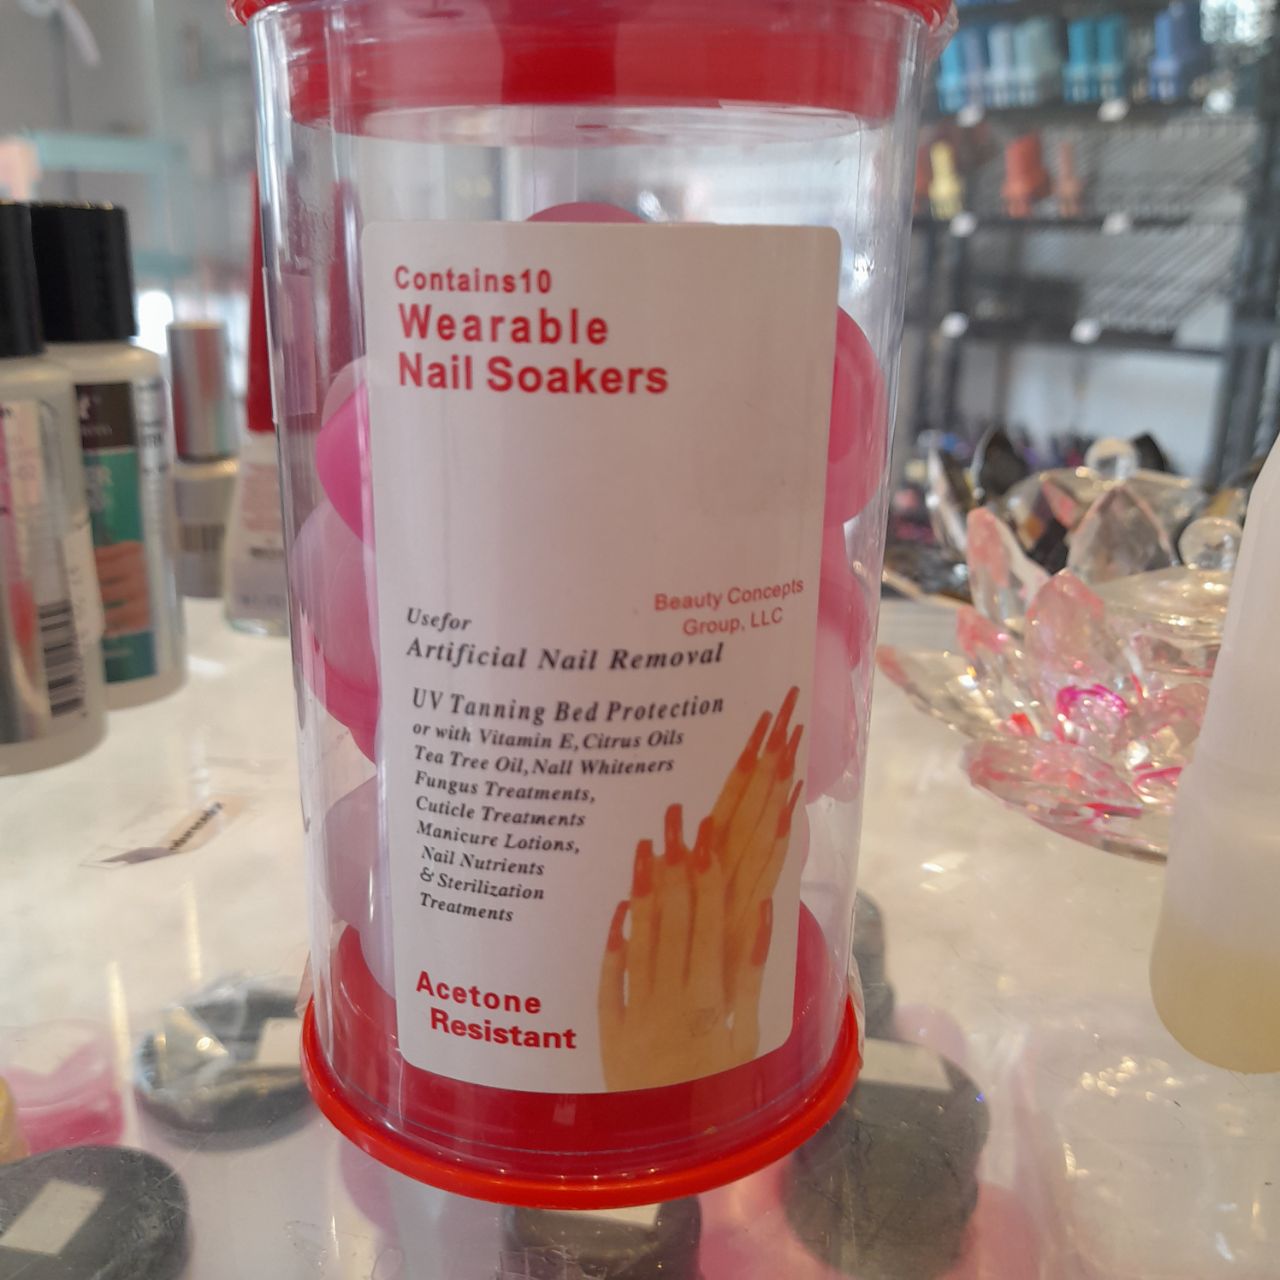 Contains10
Wearable
Nail Soakers
Beauty Concepts
Group, LLC
Usefor
Artificial Nail Removal
UV Tanning Bed Protection
or with Vitamin E, Citrus Oils
Tea Tree Oil, Nall Whiteners
Fungus Treatments,
Cuticle Treatments
Manicure Lotions,
Nail Nutrients
& Sterilization
Treatments
Acetone
Resistant